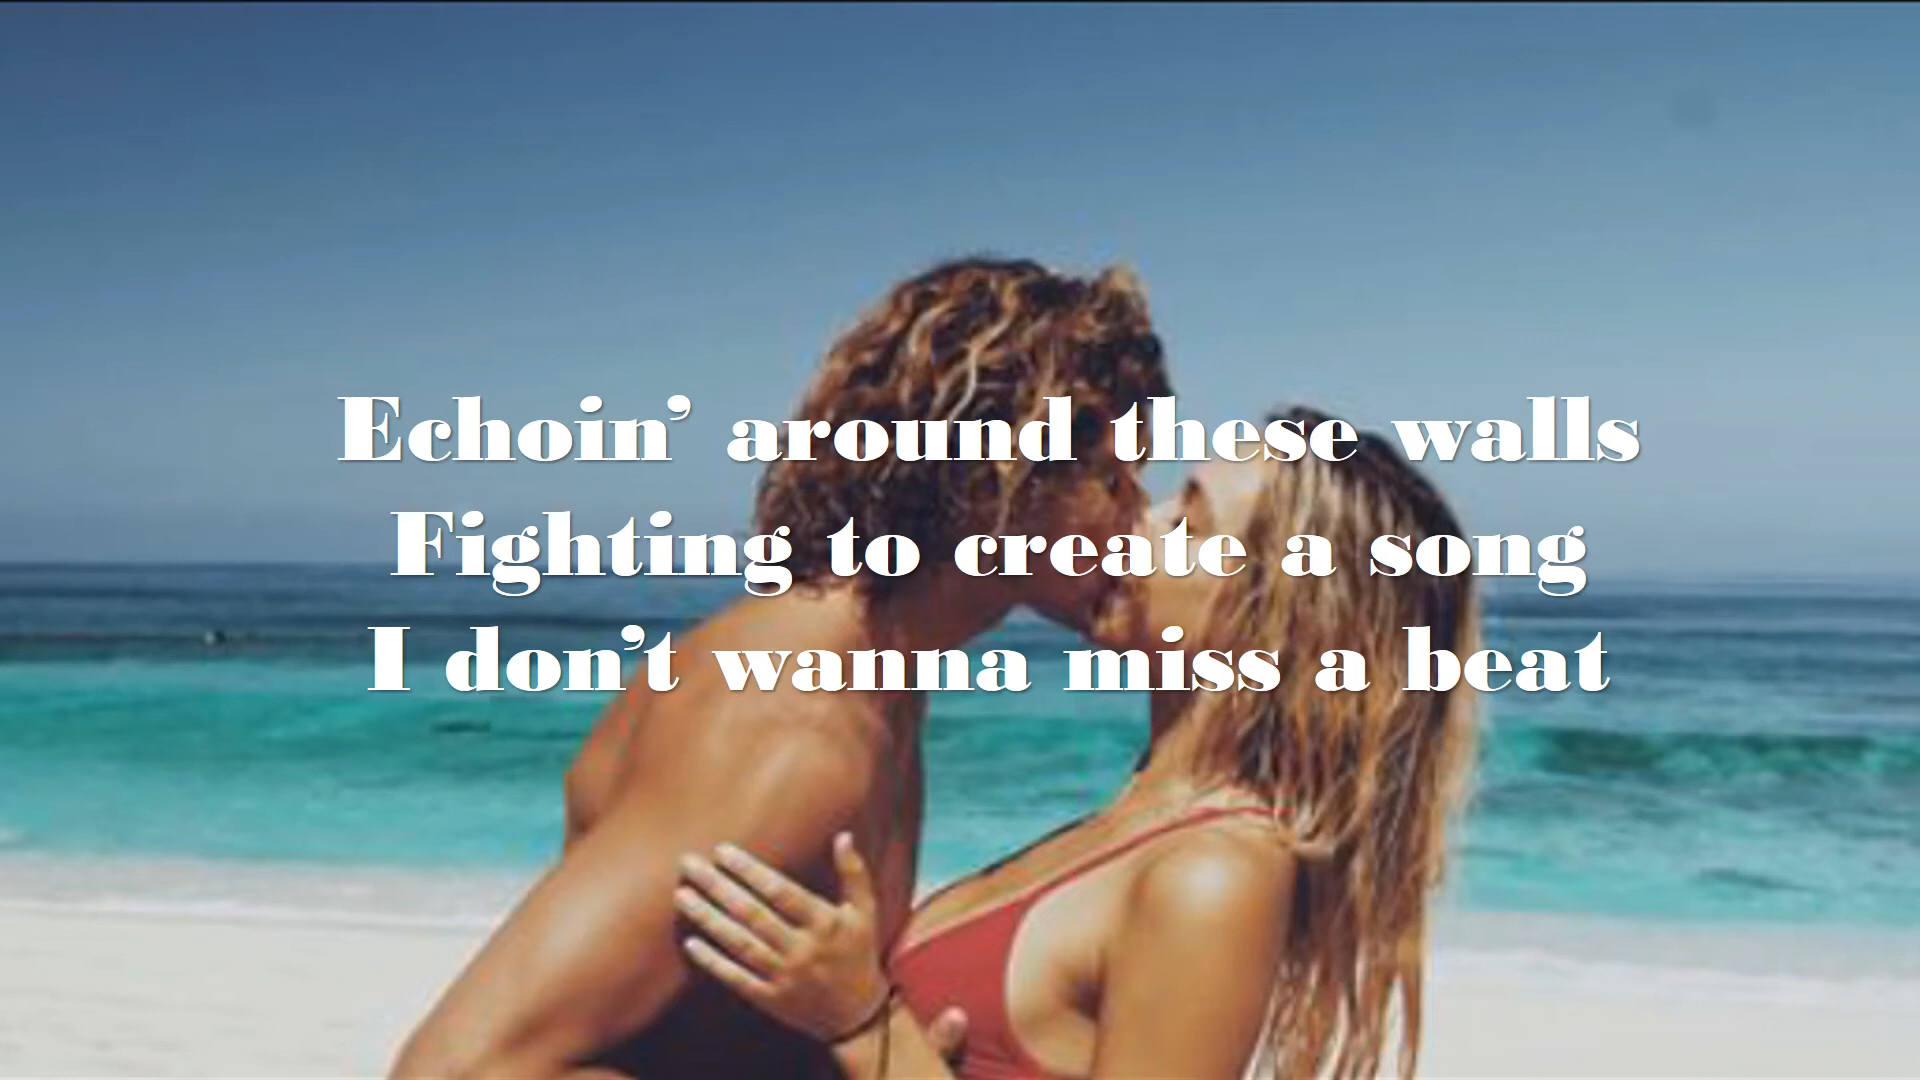 Echoin’ around these walls
Fighting to create a song
I don’t wanna miss a beat